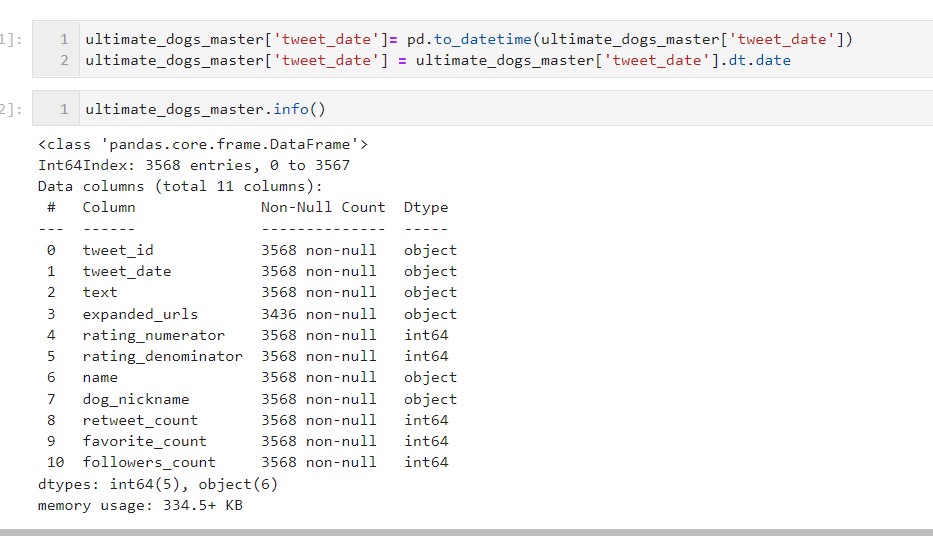 1]: 1 ultimate_dogs_master['tweet_date']= pd.to_datetime(ultimate_dogs_master['tweet_date'])
2 ultimate_dogs_master['tweet_date'] = ultimate_dogs_master['tweet_date'].dt.date
2]: 1 ultimate_dogs_master.info()
<class 'pandas.core.frame.DataFrame'>
Int64Index: 3568 entries, 0 to 3567
Data columns (total 11 columns):
#   Column              Non-Null Count  Dtype
--- ------              --------------  -----
0   tweet_id            3568 non-null   object
1   tweet_date          3568 non-null   object
2   text                3568 non-null   object
3   expanded_urls       3436 non-null   object
4   rating_numerator    3568 non-null   int64
5   rating_denominator  3568 non-null   int64
6   name                3568 non-null   object
7   dog_nickname        3568 non-null   object
8   retweet_count       3568 non-null   int64
9   favorite_count      3568 non-null   int64
10  followers_count     3568 non-null   int64
dtypes: int64(5), object(6)
memory usage: 334.5+ KB